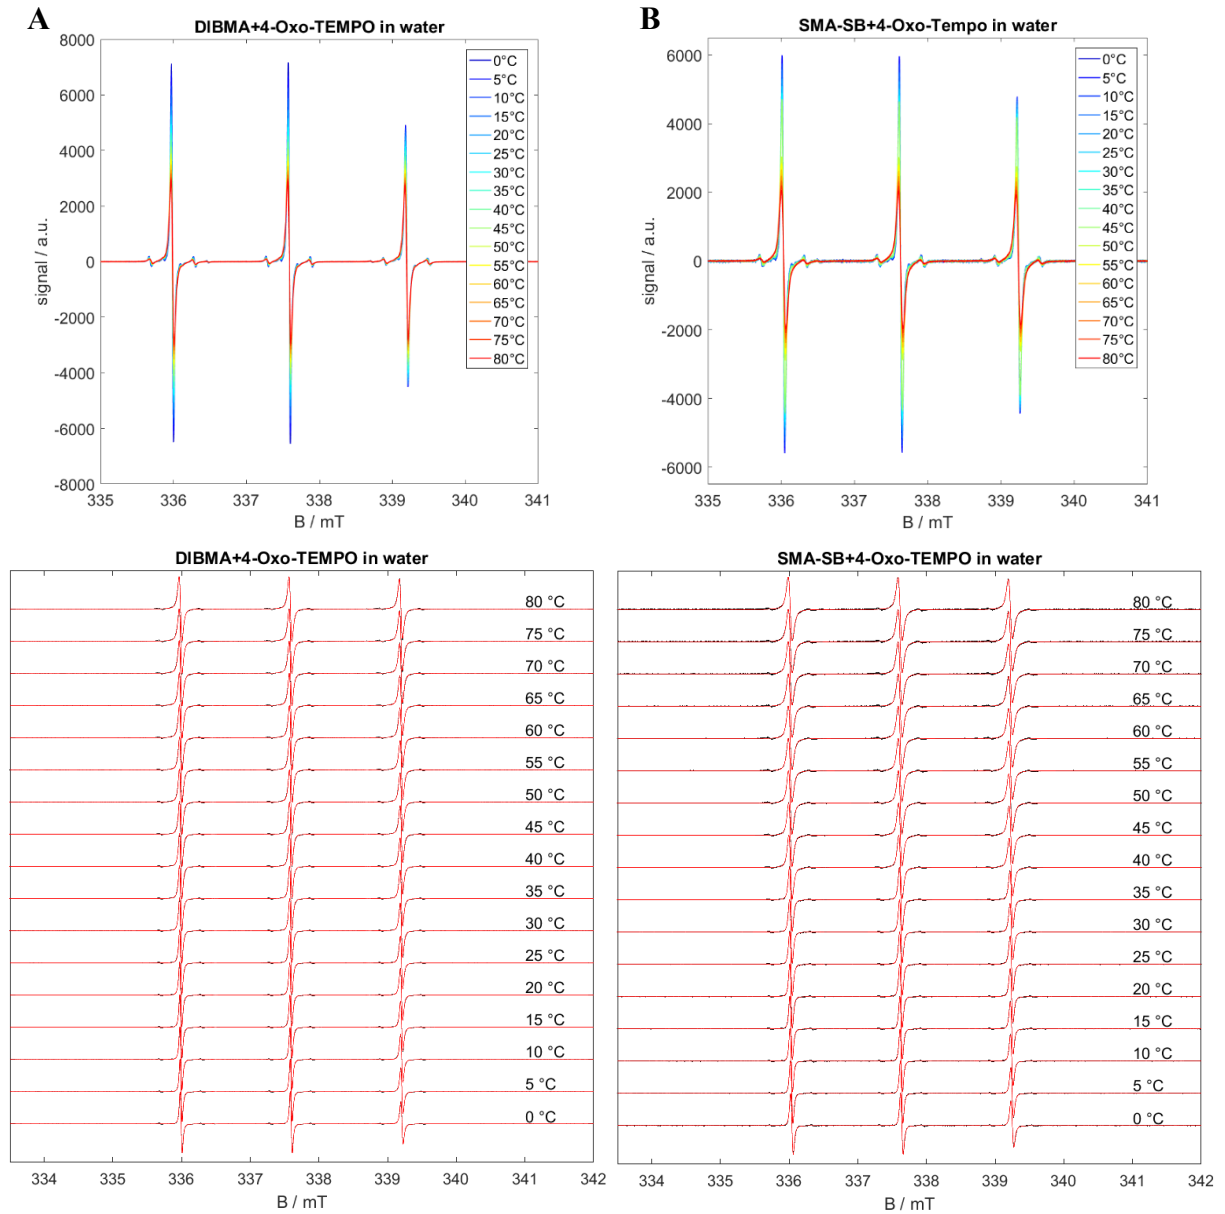 A
DIBMA+4-Oxo-TEMPO in water
8000
6000
4000
2000
0
-2000
-4000
-6000
-8000
signal / a.u.
335
336
337
338
339
340
341
B / mT
0°C
5°C
10°C
15°C
20°C
25°C
30°C
35°C
40°C
45°C
50°C
55°C
60°C
65°C
70°C
75°C
80°C
B
SMA-SB+4-Oxo-Tempo in water
6000
4000
2000
0
-2000
-4000
-6000
signal / a.u.
335
336
337
338
339
340
341
B / mT
0°C
5°C
10°C
15°C
20°C
25°C
30°C
35°C
40°C
45°C
50°C
55°C
60°C
65°C
70°C
75°C
80°C
DIBMA+4-Oxo-TEMPO in water
80 °C
75 °C
70 °C
65 °C
60 °C
55 °C
50 °C
45 °C
40 °C
35 °C
30 °C
25 °C
20 °C
15 °C
10 °C
5 °C
0 °C
334
335
336
337
338
339
340
341
342
B / mT
SMA-SB+4-Oxo-TEMPO in water
80 °C
75 °C
70 °C
65 °C
60 °C
55 °C
50 °C
45 °C
40 °C
35 °C
30 °C
25 °C
20 °C
15 °C
10 °C
5 °C
0 °C
334
335
336
337
338
339
340
341
342
B / mT